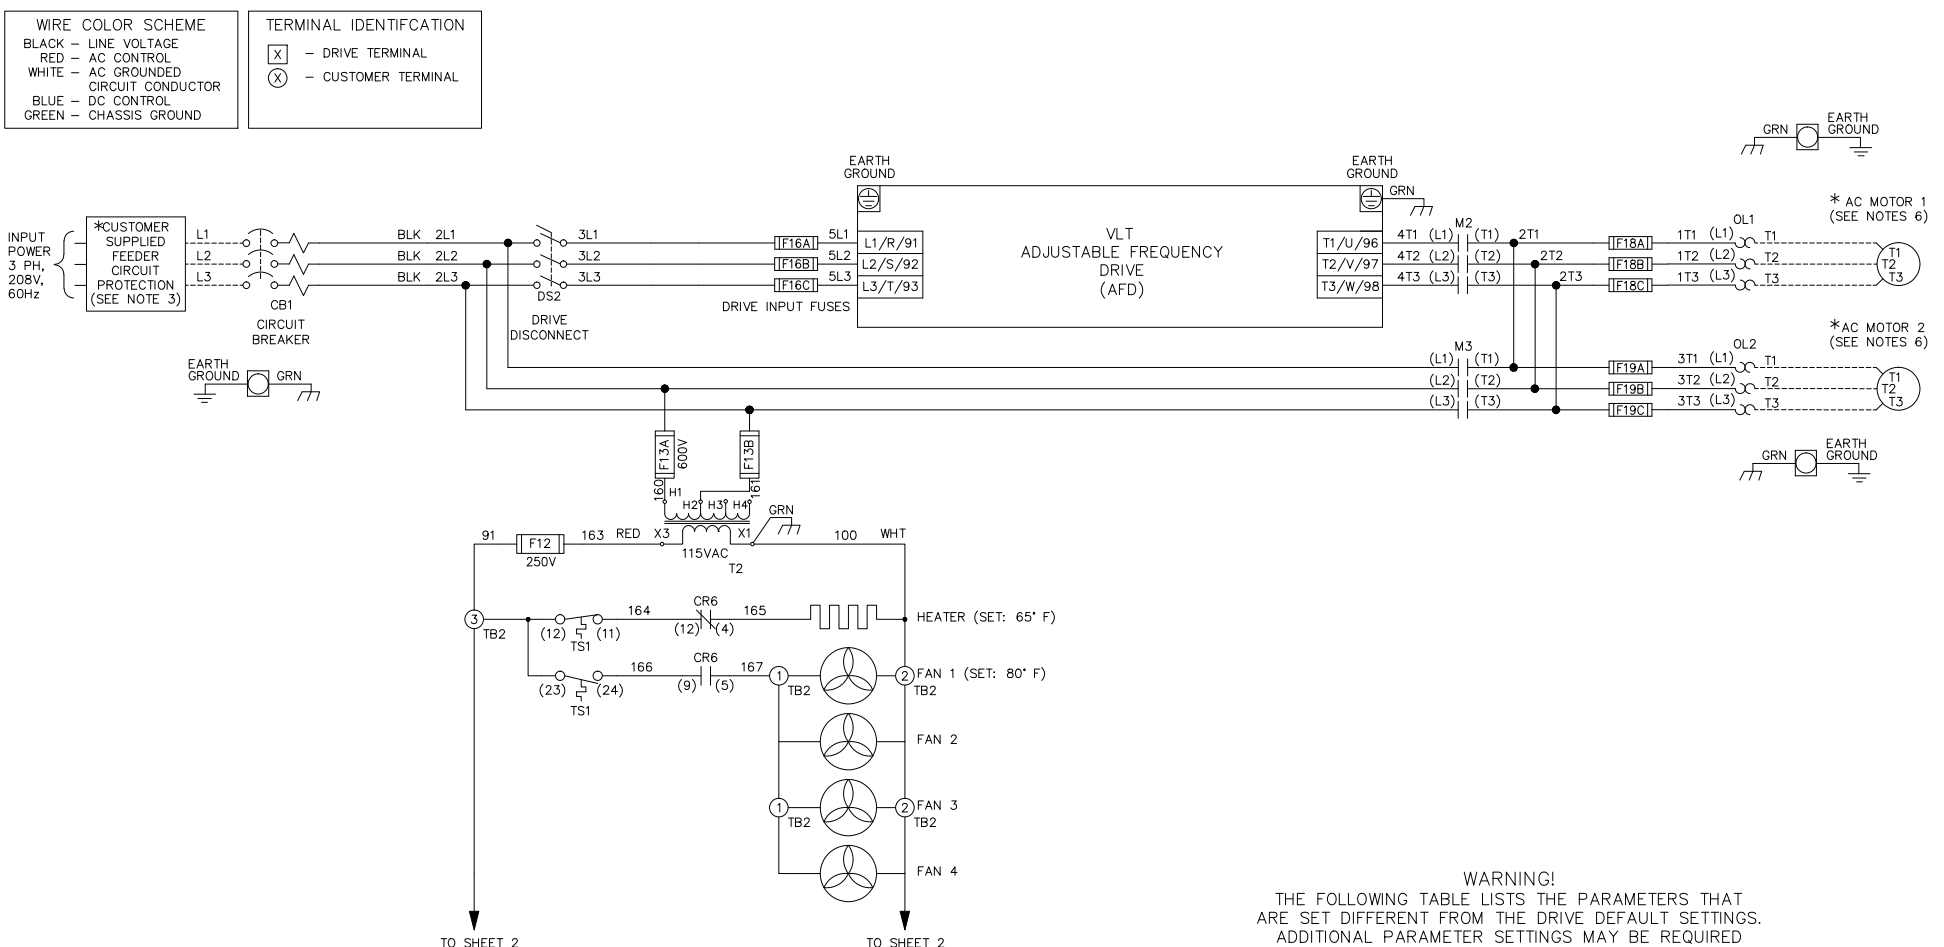 WIRE COLOR SCHEME
BLACK – LINE VOLTAGE
RED – AC CONTROL
WHITE – AC GROUNDED
CIRCUIT CONDUCTOR
BLUE – DC CONTROL
GREEN – CHASSIS GROUND
TERMINAL IDENTIFCATION
X – DRIVE TERMINAL
X – CUSTOMER TERMINAL
INPUT
POWER
3 PH,
208V,
60Hz
*CUSTOMER
SUPPLIED
FEEDER
CIRCUIT
PROTECTION
(SEE NOTE 3)
L1
L2
L3
CB1
CIRCUIT
BREAKER
BLK 2L1
BLK 2L2
BLK 2L3
DS2
DRIVE
DISCONNECT
3L1
3L2
3L3
F16A
F16B
F16C
DRIVE INPUT FUSES
5L1
5L2
5L3
EARTH
GROUND
L1/R/91
L2/S/92
L3/T/93
VLT
ADJUSTABLE FREQUENCY
DRIVE
(AFD)
EARTH
GROUND
GRN
T1/U/96
T2/V/97
T3/W/98
4T1 (L1)
4T2 (L2)
4T3 (L3)
M2
(T1)
(T2)
(T3)
2T1
2T2
2T3
F18A
F18B
F18C
1T1 (L1)
1T2 (L2)
1T3 (L3)
OL1
T1
T2
T3
GRN
EARTH
GROUND
* AC MOTOR 1
(SEE NOTES 6)
T1
T2
T3
EARTH
GROUND
GRN
M3
(L1) (T1)
(L2) (T2)
(L3) (T3)
F19A
F19B
F19C
3T1 (L1)
3T2 (L2)
3T3 (L3)
OL2
T1
T2
T3
*AC MOTOR 2
(SEE NOTES 6)
T1
T2
T3
GRN
EARTH
GROUND
F13A
600V
F13B
160
161
H1
H2
H3
H4
GRN
91
F12
250V
163
RED
X3
X1
115VAC
T2
100
WHT
3
TB2
(12)
(11)
TS1
164
CR6
(12)
(4)
165
HEATER (SET: 65° F)
(23)
(24)
TS1
166
CR6
(9)
(5)
167
1
TB2
2
TB2
FAN 1 (SET: 80° F)
FAN 2
1
TB2
2
TB2
FAN 3
FAN 4
TO SHEET 2
TO SHEET 2
WARNING!
THE FOLLOWING TABLE LISTS THE PARAMETERS THAT
ARE SET DIFFERENT FROM THE DRIVE DEFAULT SETTINGS.
ADDITIONAL PARAMETER SETTINGS MAY BE REQUIRED